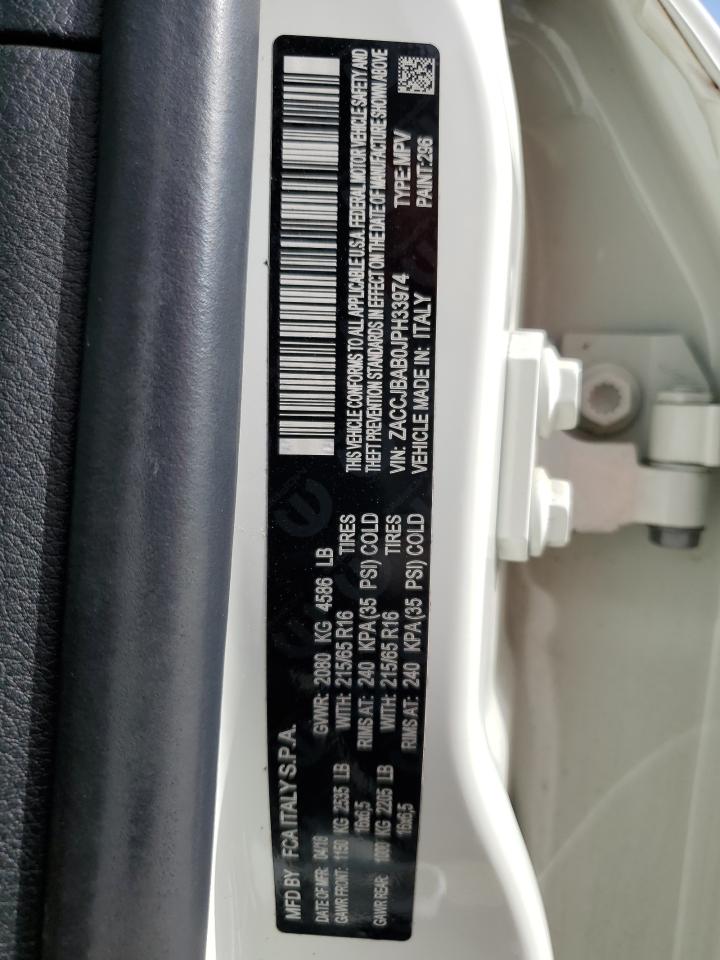 MFD BY FCA ITALY S.P.A.
DATE OF MFR: 04/18 GVWR: 2080 KG 4586 LB
GAWR FRONT: 1150 KG 2535 LB WITH: 215/65 R16 TIRES
16x6,5 RIMS AT: 240 KPA(35 PSI) COLD
GAWR REAR: 1000 KG 2205 LB WITH: 215/65 R16 TIRES
16x6,5 RIMS AT: 240 KPA(35 PSI) COLD
THIS VEHICLE CONFORMS TO ALL APPLICABLE U.S.A. FEDERAL MOTOR VEHICLE SAFETY AND
THEFT PREVENTION STANDARDS IN EFFECT ON THE DATE OF MANUFACTURE SHOWN ABOVE
VIN: ZACCJBAB0JPH33974 TYPE:MPV
VEHICLE MADE IN: ITALY PAINT:296